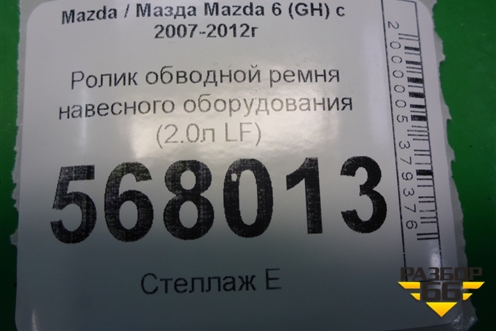 Mazda / Мазда Mazda 6 (GH) с
2007-2012г
Ролик обводной ремня
навесного оборудования
(2.0л LF)
568013
Стеллаж Е
2000005379376
РАЗБОР
66